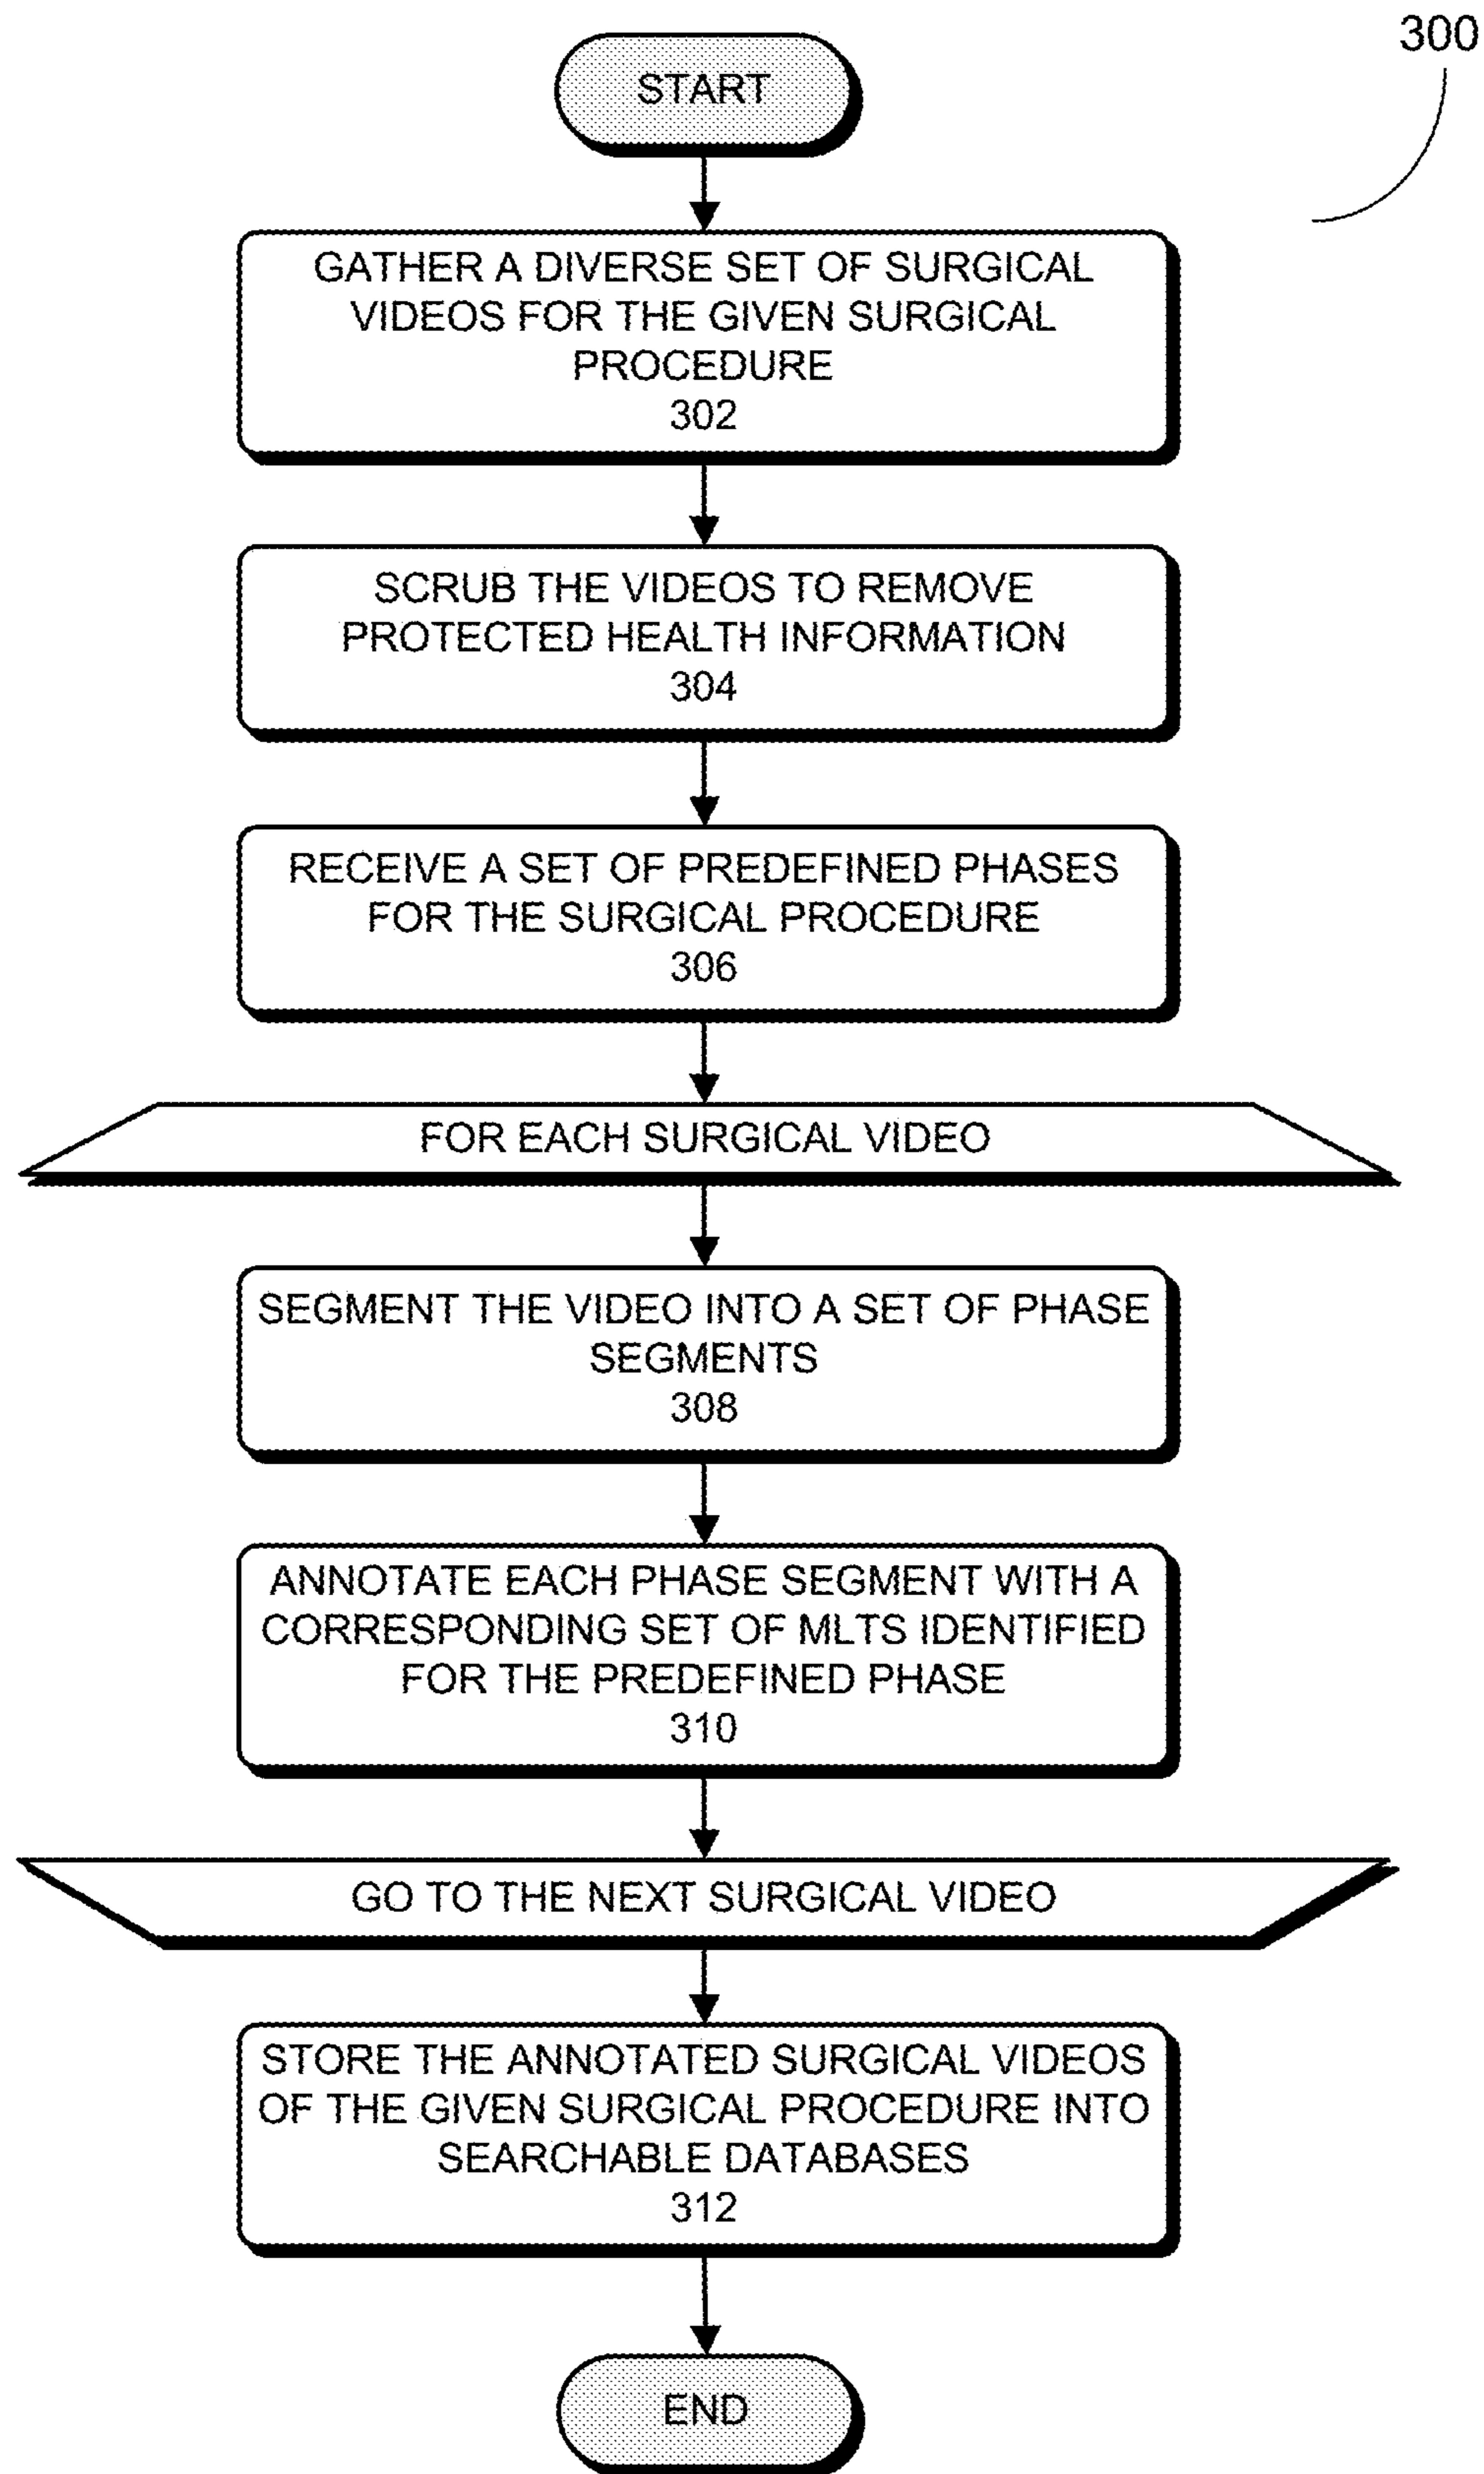 300
START
GATHER A DIVERSE SET OF SURGICAL
VIDEOS FOR THE GIVEN SURGICAL
PROCEDURE
302
SCRUB THE VIDEOS TO REMOVE
PROTECTED HEALTH INFORMATION
304
RECEIVE A SET OF PREDEFINED PHASES
FOR THE SURGICAL PROCEDURE
306
FOR EACH SURGICAL VIDEO
SEGMENT THE VIDEO INTO A SET OF PHASE
SEGMENTS
308
ANNOTATE EACH PHASE SEGMENT WITH A
CORRESPONDING SET OF MLTS IDENTIFIED
FOR THE PREDEFINED PHASE
310
GO TO THE NEXT SURGICAL VIDEO
STORE THE ANNOTATED SURGICAL VIDEOS
OF THE GIVEN SURGICAL PROCEDURE INTO
SEARCHABLE DATABASES
312
END